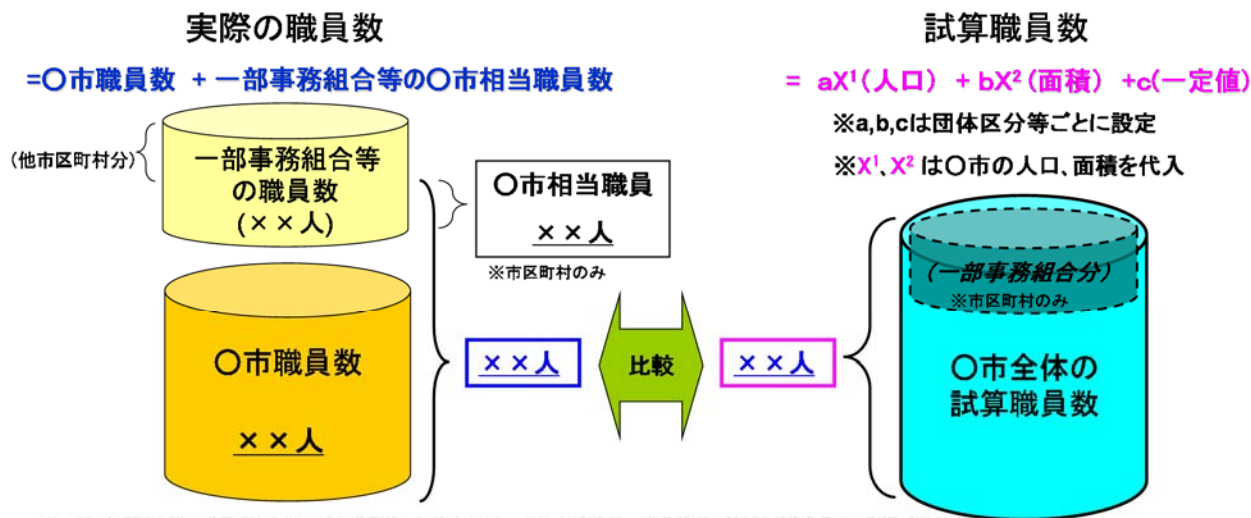 実際の職員数
=〇市職員数 + 一部事務組合等の〇市相当職員数
(他市区町村分)
一部事務組合等
の職員数
(××人)
〇市相当職員
××人
※市区町村のみ
〇市職員数
××人
××人
比較
試算職員数
= aX¹(人口) + bX²(面積) +c(一定値)
※a,b,cは団体区分等ごとに設定
※X¹、X² は〇市の人口、面積を代入
(一部事務組合分)
※市区町村のみ
××人
〇市全体の
試算職員数